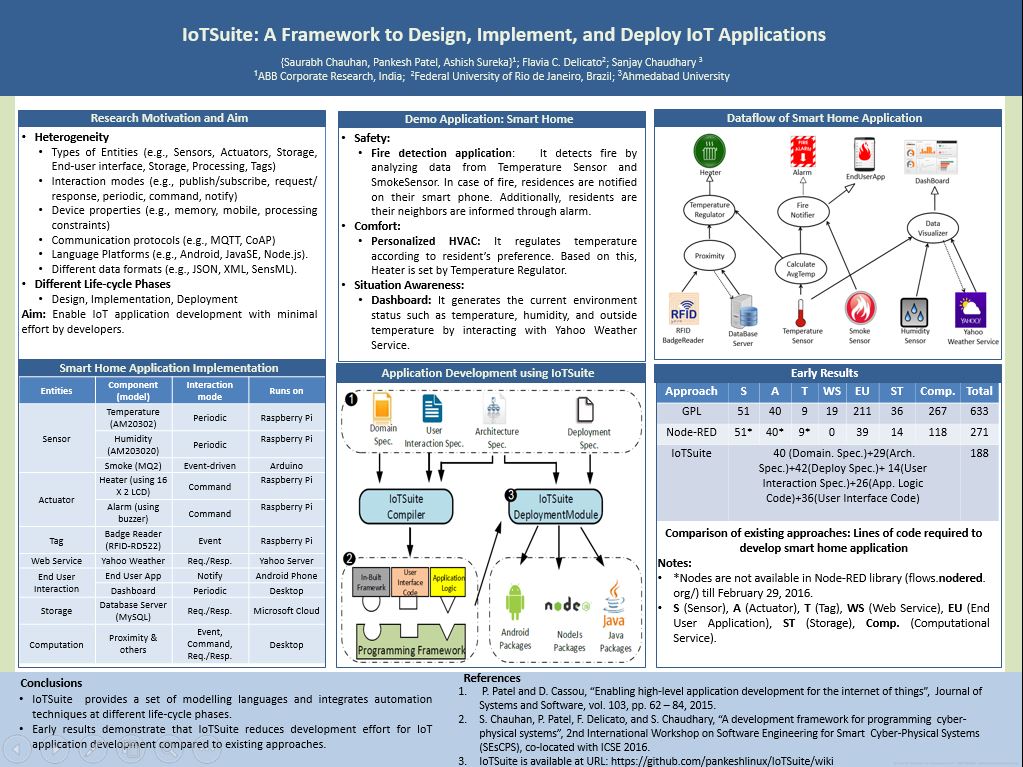 IoTSuite: A Framework to Design, Implement, and Deploy IoT Applications
{Saurabh Chauhan, Pankesh Patel, Ashish Sureka}¹; Flavia C. Delicato²; Sanjay Chaudhary ³
¹ABB Corporate Research, India; ²Federal University of Rio de Janeiro, Brazil; ³Ahmedabad University
Research Motivation and Aim
• Heterogeneity
• Types of Entities (e.g., Sensors, Actuators, Storage,
End-user interface, Storage, Processing, Tags)
• Interaction modes (e.g., publish/subscribe, request/
response, periodic, command, notify)
• Device properties (e.g., memory, mobile, processing
constraints)
• Communication protocols (e.g., MQTT, CoAP)
• Language Platforms (e.g., Android, JavaSE, Node.js).
• Different data formats (e.g., JSON, XML, SensML).
• Different Life-cycle Phases
• Design, Implementation, Deployment
Aim: Enable IoT application development with minimal
effort by developers.
Smart Home Application Implementation
Entities Component (model) Interaction mode Runs on
Sensor Temperature (AM20302) Periodic Raspberry Pi
Humidity (AM203020) Periodic Raspberry Pi
Smoke (MQ2) Event-driven Arduino
Actuator Heater (using 16 X 2 LCD) Command Raspberry Pi
Alarm (using buzzer) Command Raspberry Pi
Tag Badge Reader (RFID-RD522) Event Raspberry Pi
Web Service Yahoo Weather Req./Resp. Yahoo Server
End User Interaction End User App Notify Android Phone
Dashboard Periodic Desktop
Storage Database Server (MySQL) Req./Resp. Microsoft Cloud
Computation Proximity & others Event, Command, Req./Resp. Desktop
Demo Application: Smart Home
• Safety:
• Fire detection application: It detects fire by
analyzing data from Temperature Sensor and
SmokeSensor. In case of fire, residences are notified
on their smart phone. Additionally, residents are
their neighbors are informed through alarm.
• Comfort:
• Personalized HVAC: It regulates temperature
according to resident's preference. Based on this,
Heater is set by Temperature Regulator.
• Situation Awareness:
• Dashboard: It generates the current environment
status such as temperature, humidity, and outside
temperature by interacting with Yahoo Weather
Service.
Application Development using IoTSuite
1
Domain Spec.
User Interaction Spec.
Architecture Spec.
Deployment Spec.
IoTSuite Compiler
3
IoTSuite DeploymentModule
2
In-Built Framewrk
User Interface Code
Application Logic
Programming Framework
node
Java
Android Packages
NodeJs Packages
Java Packages
Dataflow of Smart Home Application
FIRE ALARM
Heater
Alarm
EndUserApp
DashBoard
Temperature Regulator
Fire Notifier
Data Visualizer
Proximity
Calculate AvgTemp
RFID
YAHOO!
RFID BadgeReader
DataBase Server
Temperature Sensor
Smoke Sensor
Humidity Sensor
Yahoo Weather Service
Early Results
Approach S A T WS EU ST Comp. Total
GPL 51 40 9 19 211 36 267 633
Node-RED 51* 40* 9* 0 39 14 118 271
IoTSuite 40 (Domain. Spec.)+29(Arch. 188
Spec.)+42(Deploy Spec.)+ 14(User
Interaction Spec.)+26(App. Logic
Code)+36(User Interface Code)
Comparison of existing approaches: Lines of code required to
develop smart home application
Notes:
• *Nodes are not available in Node-RED library (flows.nodered.
org/) till February 29, 2016.
• S (Sensor), A (Actuator), T (Tag), WS (Web Service), EU (End
User Application), ST (Storage), Comp. (Computational
Service).
Conclusions
• IoTSuite provides a set of modelling languages and integrates automation
techniques at different life-cycle phases.
• Early results demonstrate that IoTSuite reduces development effort for IoT
application development compared to existing approaches.
References
1. P. Patel and D. Cassou, "Enabling high-level application development for the internet of things", Journal of
Systems and Software, vol. 103, pp. 62 – 84, 2015.
2. S. Chauhan, P. Patel, F. Delicato, and S. Chaudhary, "A development framework for programming cyber-
physical systems", 2nd International Workshop on Software Engineering for Smart Cyber-Physical Systems
(SEsCPS), co-located with ICSE 2016.
3. IoTSuite is available at URL: https://github.com/pankeshlinux/IoTSuite/wiki